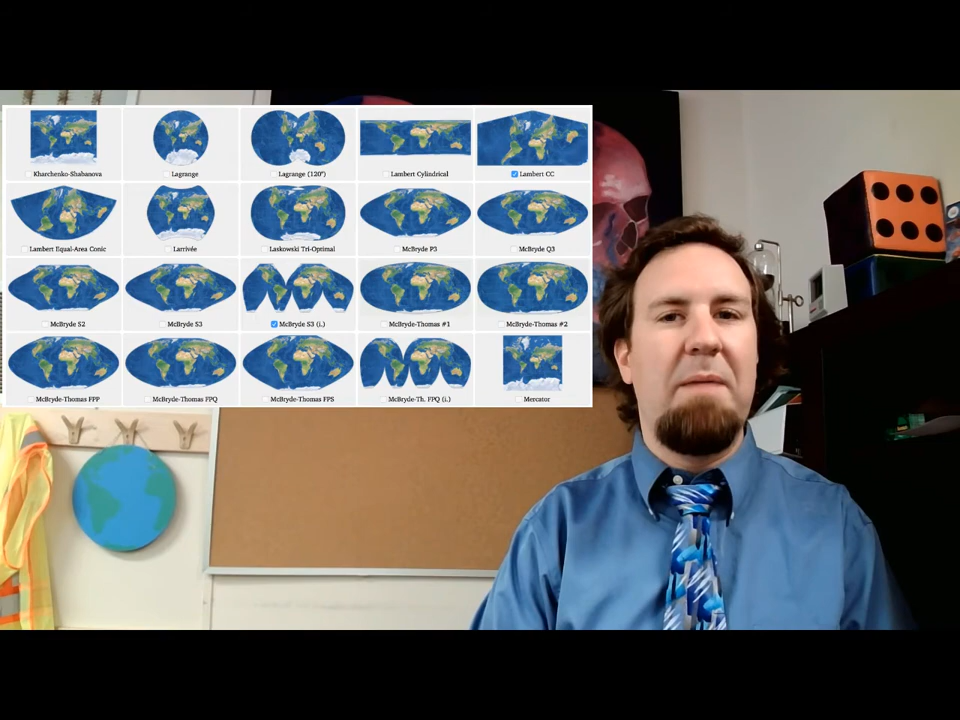 Kharchenko-Shabanova
Lagrange
Lagrange (120°)
Lambert Cylindrical
Lambert CC
Lambert Equal-Area Conic
Larrivée
Laskowski Tri-Optimal
McBryde P3
McBryde Q3
McBryde S2
McBryde S3
McBryde S3 (i.)
McBryde-Thomas #1
McBryde-Thomas #2
McBryde-Thomas FPP
McBryde-Thomas FPQ
McBryde-Thomas FPS
McBryde-Th. FPQ (i.)
Mercator